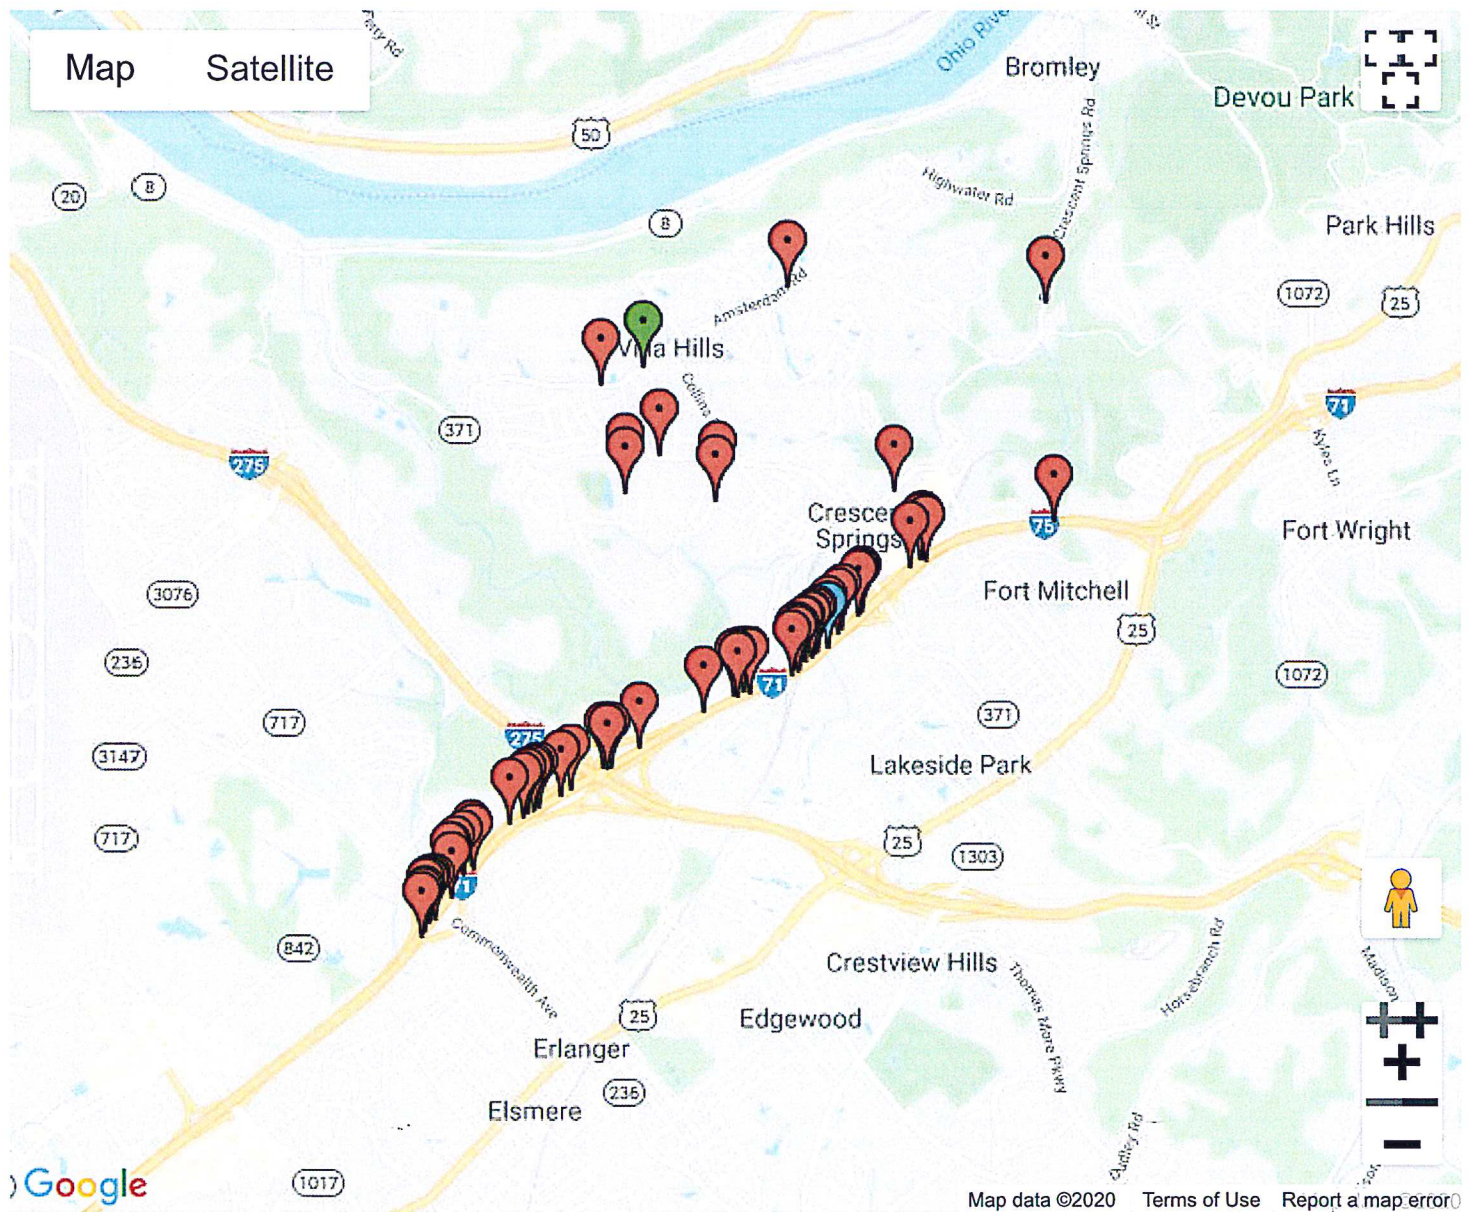 Map Satellite
Ohio River
Bromley
Devou Park
50
20
8
8
Highwater Rd
Crescent Springs Rd
Park Hills
1072
25
Amsterdam Rd
Villa Hills
Collins
371
275
71
Kyles Ln
Crescent
Springs
75
Fort Wright
Fort Mitchell
25
3076
236
1072
71
717
371
275
3147
Lakeside Park
717
25
1303
Commonwealth Ave
842
Crestview Hills
Thomas More Pkwy
Horsebranch Rd
Madison
25
Edgewood
Erlanger
236
Elsmere
Dudley Rd
1017
Google
Map data ©2020 Terms of Use Report a map error